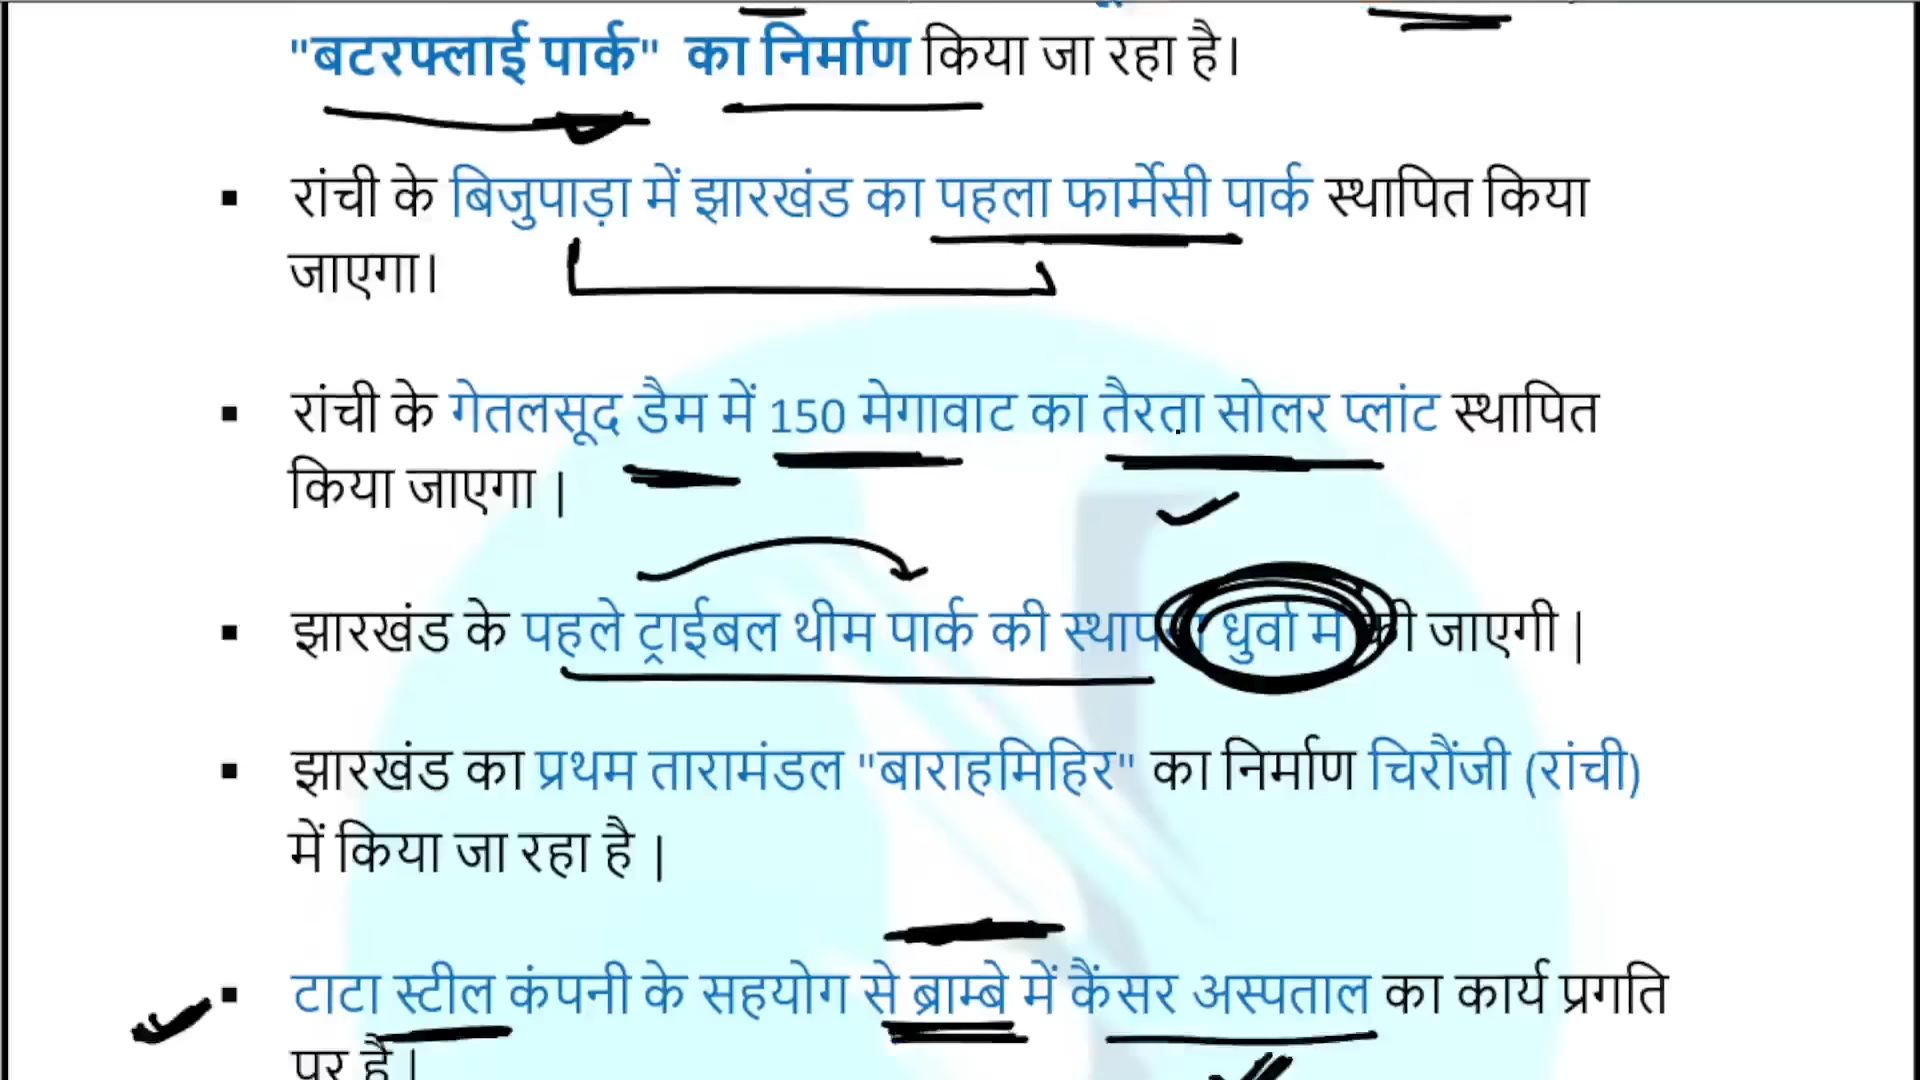 "बटरफ्लाई पार्क" का निर्माण किया जा रहा है।
▪ रांची के बिजुपाड़ा में झारखंड का पहला फार्मेसी पार्क स्थापित किया
जाएगा।
▪ रांची के गेतलसूद डैम में 150 मेगावाट का तैरता सोलर प्लांट स्थापित
किया जाएगा |
▪ झारखंड के पहले ट्राईबल थीम पार्क की स्थापना धुर्वा में की जाएगी |
▪ झारखंड का प्रथम तारामंडल "बाराहमिहिर" का निर्माण चिरौंजी (रांची)
में किया जा रहा है |
▪ टाटा स्टील कंपनी के सहयोग से ब्राम्बे में कैंसर अस्पताल का कार्य प्रगति
पर है |